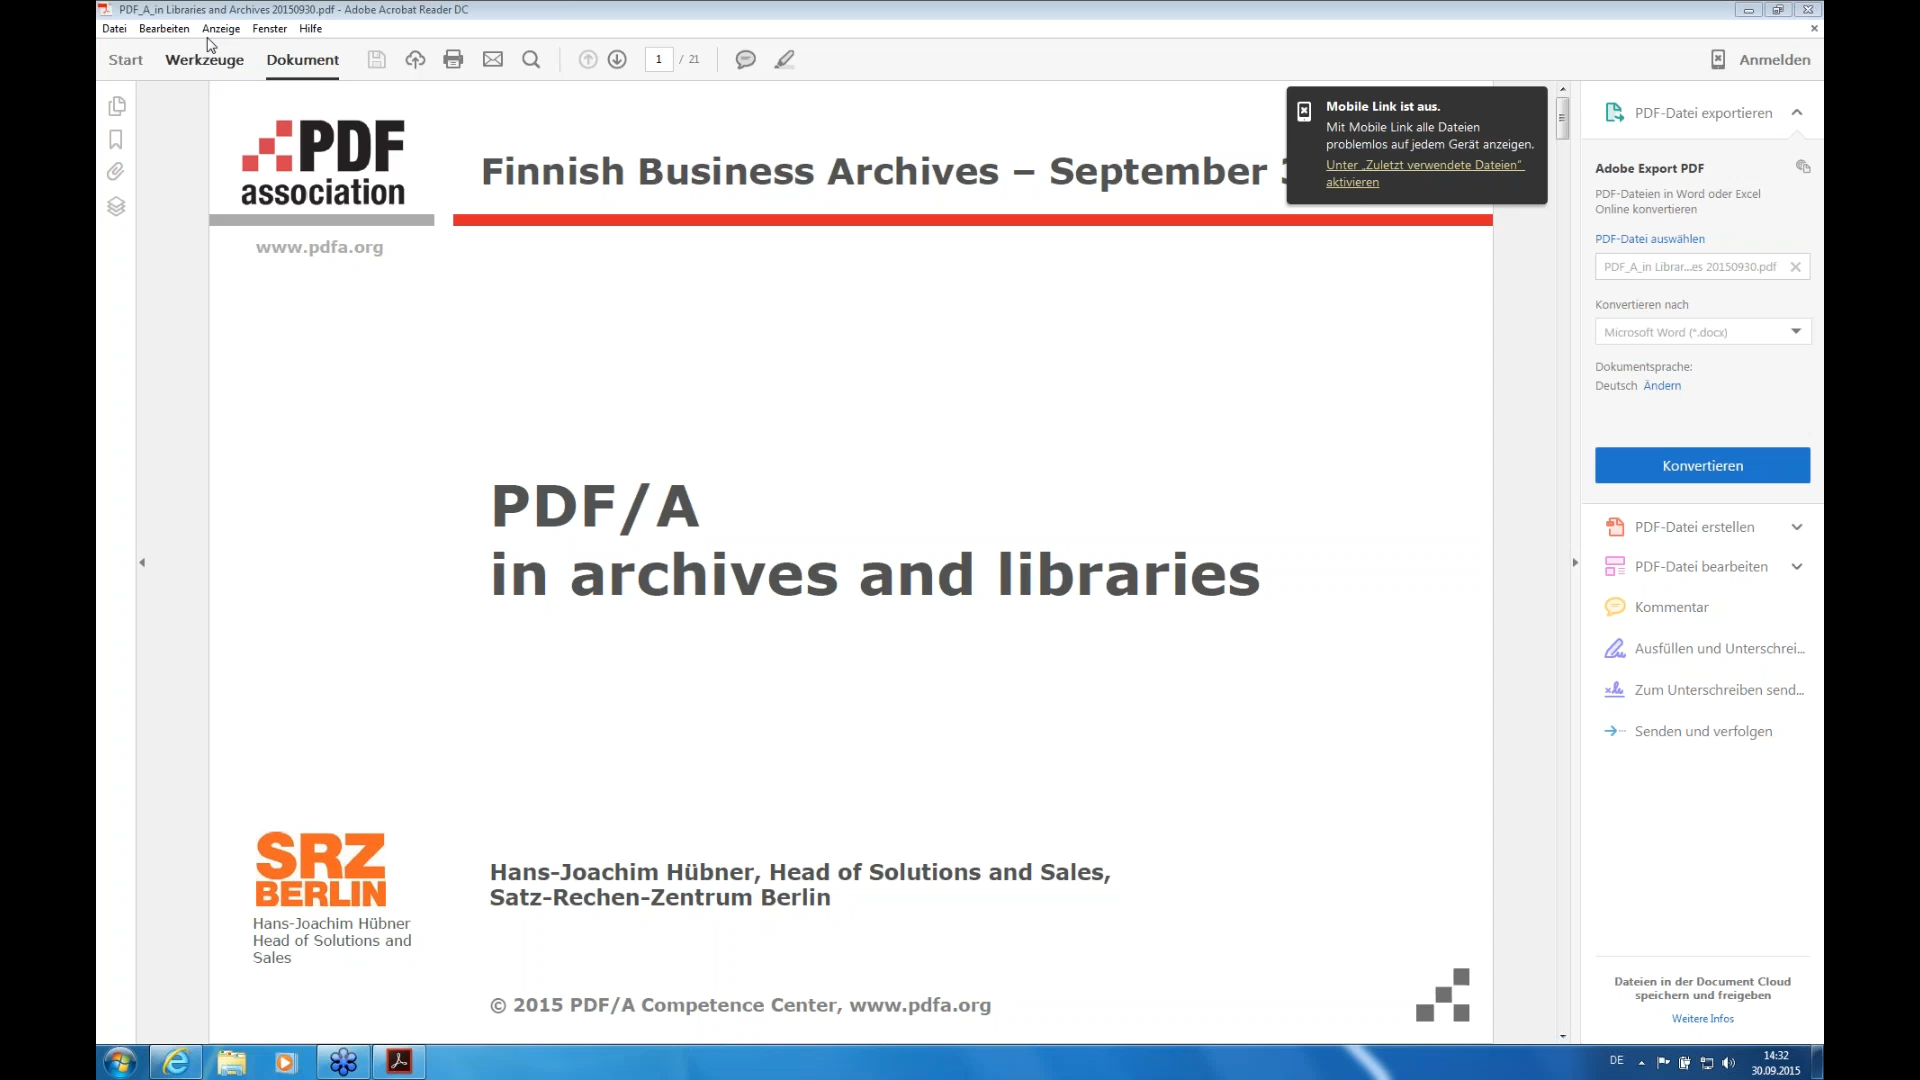 PDF_A_in Libraries and Archives 20150930.pdf - Adobe Acrobat Reader DC
Datei Bearbeiten Anzeige Fenster Hilfe
Start Werkzeuge Dokument 1 / 21 Anmelden
PDF association
www.pdfa.org
Finnish Business Archives – September
Mobile Link ist aus.
Mit Mobile Link alle Dateien
problemlos auf jedem Gerät anzeigen.
Unter „Zuletzt verwendete Dateien“
aktivieren
PDF/A
in archives and libraries
SRZ
BERLIN
Hans-Joachim Hübner
Head of Solutions and
Sales
Hans-Joachim Hübner, Head of Solutions and Sales,
Satz-Rechen-Zentrum Berlin
© 2015 PDF/A Competence Center, www.pdfa.org
PDF-Datei exportieren
Adobe Export PDF
PDF-Dateien in Word oder Excel
Online konvertieren
PDF-Datei auswählen
PDF_A_in Librar...es 20150930.pdf
Konvertieren nach
Microsoft Word (*.docx)
Dokumentsprache:
Deutsch Ändern
Konvertieren
PDF-Datei erstellen
PDF-Datei bearbeiten
Kommentar
Ausfüllen und Unterschrei...
Zum Unterschreiben send...
Senden und verfolgen
Dateien in der Document Cloud
speichern und freigeben
Weitere Infos
DE
14:32
30.09.2015